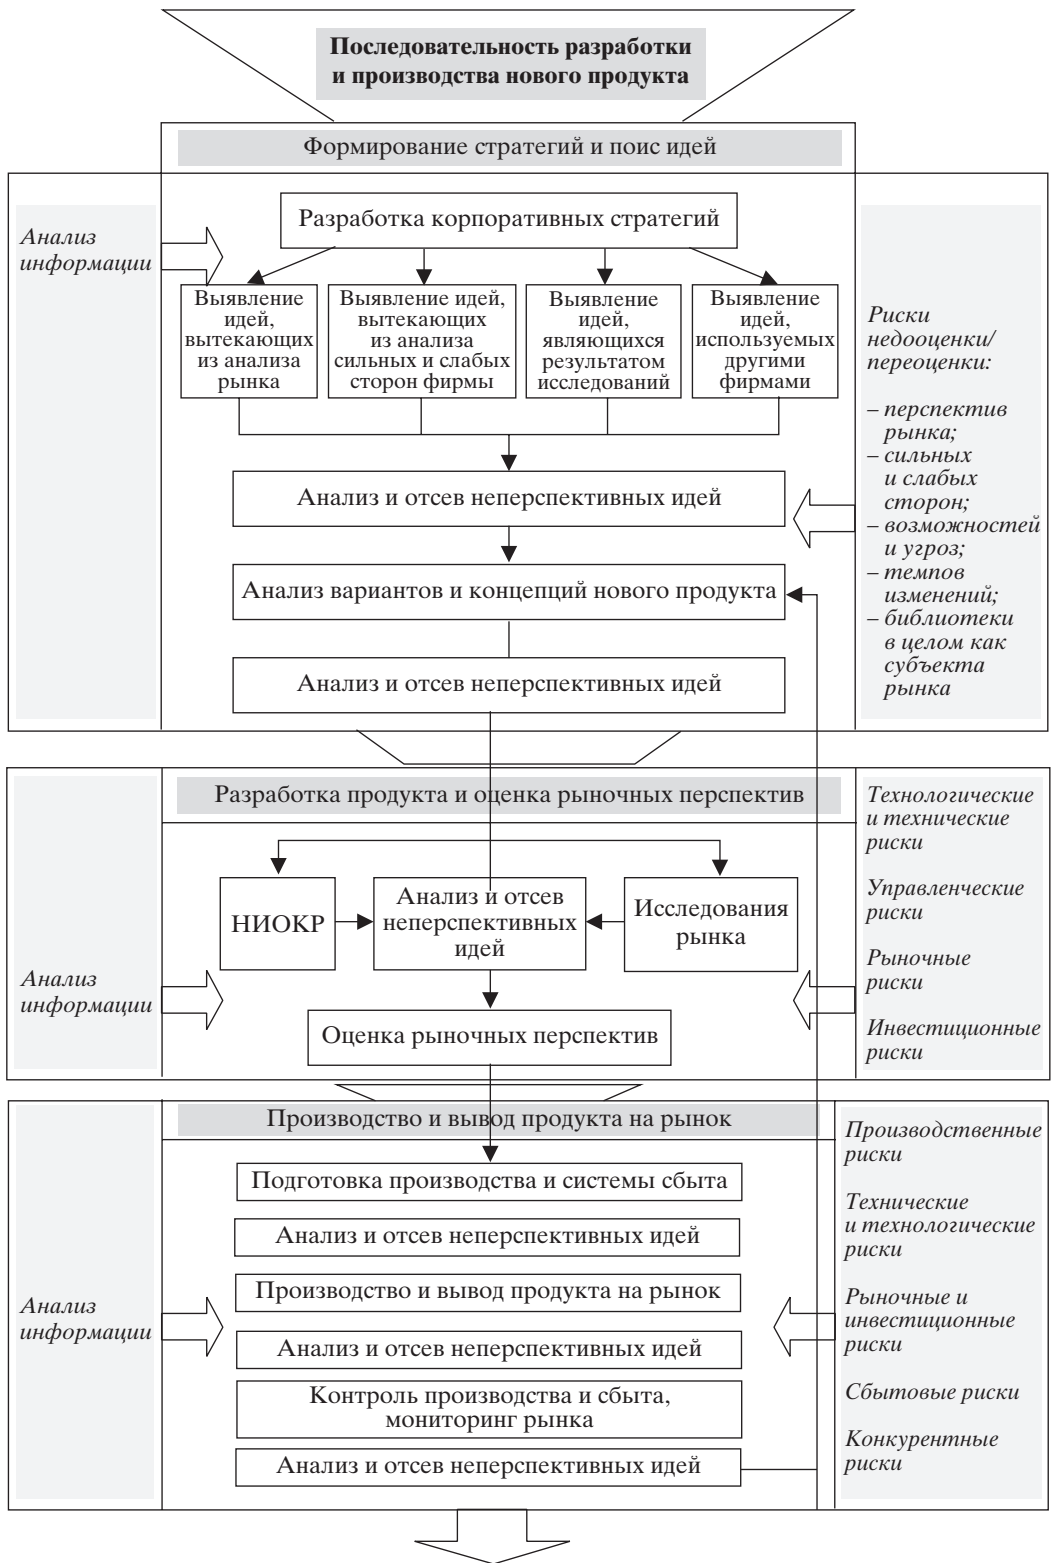 Последовательность разработки
и производства нового продукта
Формирование стратегий и поис идей
Анализ
информации
Разработка корпоративных стратегий
Выявление
идей,
вытекающих
из анализа
рынка
Выявление идей,
вытекающих
из анализа
сильных и слабых
сторон фирмы
Выявление
идей,
являющихся
результатом
исследований
Выявление
идей,
используемых
другими
фирмами
Анализ и отсев неперспективных идей
Анализ вариантов и концепций нового продукта
Анализ и отсев неперспективных идей
Риски
недооценки/
переоценки:
– перспектив
рынка;
– сильных
и слабых
сторон;
– возможностей
и угроз;
– темпов
изменений;
– библиотеки
в целом как
субъекта
рынка
Разработка продукта и оценка рыночных перспектив
Анализ
информации
НИОКР
Анализ и отсев
неперспективных
идей
Исследования
рынка
Оценка рыночных перспектив
Технологические
и технические
риски
Управленческие
риски
Рыночные
риски
Инвестиционные
риски
Производство и вывод продукта на рынок
Анализ
информации
Подготовка производства и системы сбыта
Анализ и отсев неперспективных идей
Производство и вывод продукта на рынок
Анализ и отсев неперспективных идей
Контроль производства и сбыта,
мониторинг рынка
Анализ и отсев неперспективных идей
Производственные
риски
Технические
и технологические
риски
Рыночные и
инвестиционные
риски
Сбытовые риски
Конкурентные
риски